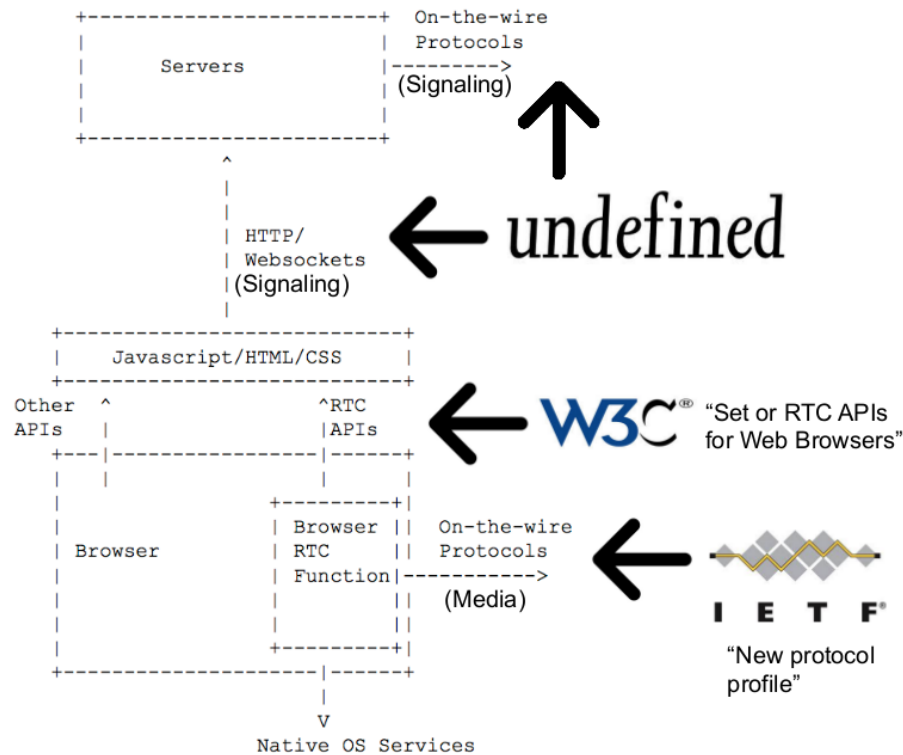 On-the-wire
Protocols
Servers
(Signaling)
undefined
HTTP/
Websockets
(Signaling)
Javascript/HTML/CSS
Other
APIs
RTC
APIs
W3C®
“Set or RTC APIs
for Web Browsers”
Browser
Browser
RTC
Function
On-the-wire
Protocols
(Media)
I E T F®
“New protocol
profile”
Native OS Services